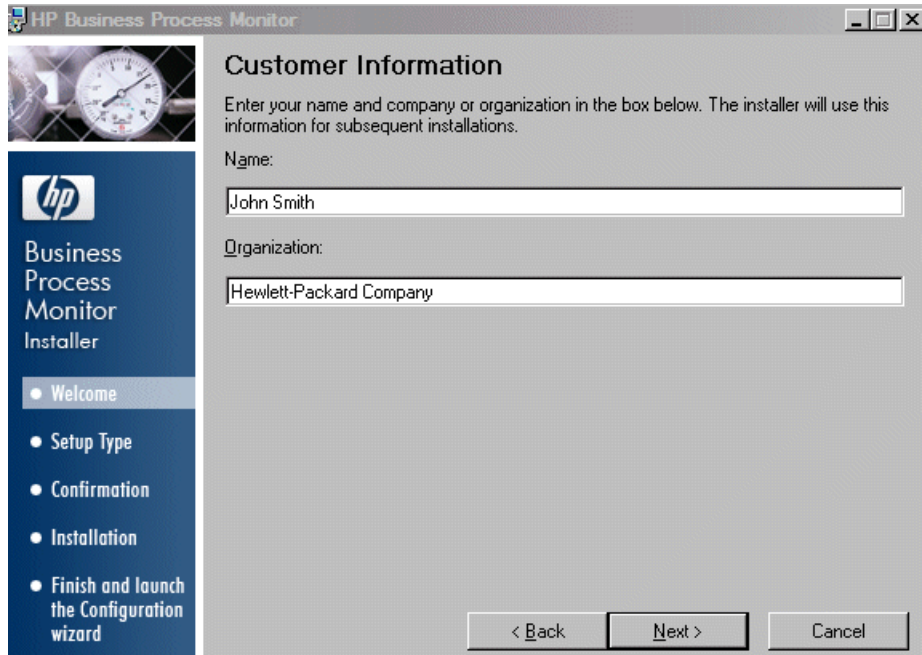 HP Business Process Monitor
Customer Information
Enter your name and company or organization in the box below. The installer will use this
information for subsequent installations.
Name:
John Smith
Organization:
Hewlett-Packard Company
hp
Business
Process
Monitor
Installer
Welcome
Setup Type
Confirmation
Installation
Finish and launch
the Configuration
wizard
< Back
Next >
Cancel